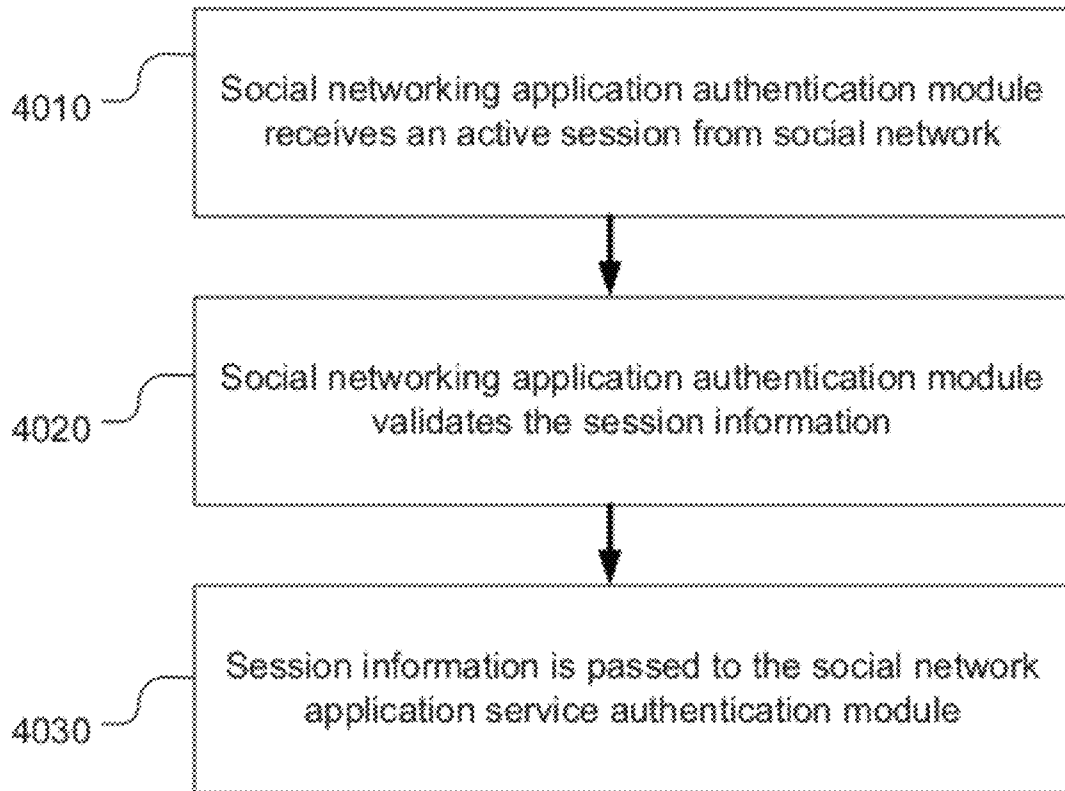 4010
Social networking application authentication module
receives an active session from social network
4020
Social networking application authentication module
validates the session information
4030
Session information is passed to the social network
application service authentication module